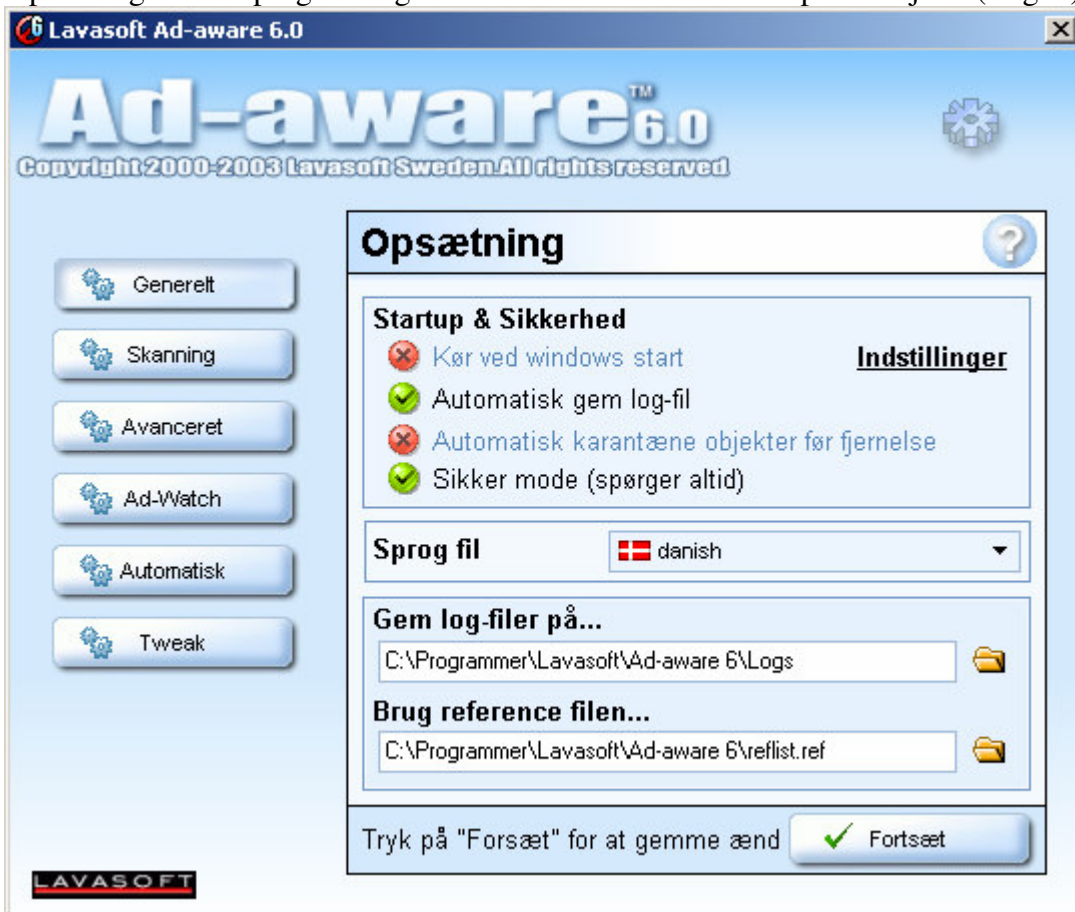 Lavasoft Ad-aware 6.0
Ad-aware™ 6.0
Copyright 2000-2003 Lavasoft Sweden. All rights reserved
Opsætning
Generelt
Skanning
Avanceret
Ad-Watch
Automatisk
Tweak
Startup & Sikkerhed
Kør ved windows start
Indstillinger
Automatisk gem log-fil
Automatisk karantæne objekter før fjernelse
Sikker mode (spørger altid)
Sprog fil
danish
Gem log-filer på...
C:\Programmer\Lavasoft\Ad-aware 6\Logs
Brug reference filen...
C:\Programmer\Lavasoft\Ad-aware 6\reflist.ref
Tryk på "Forsæt" for at gemme ænd
Fortsæt
LAVASOFT